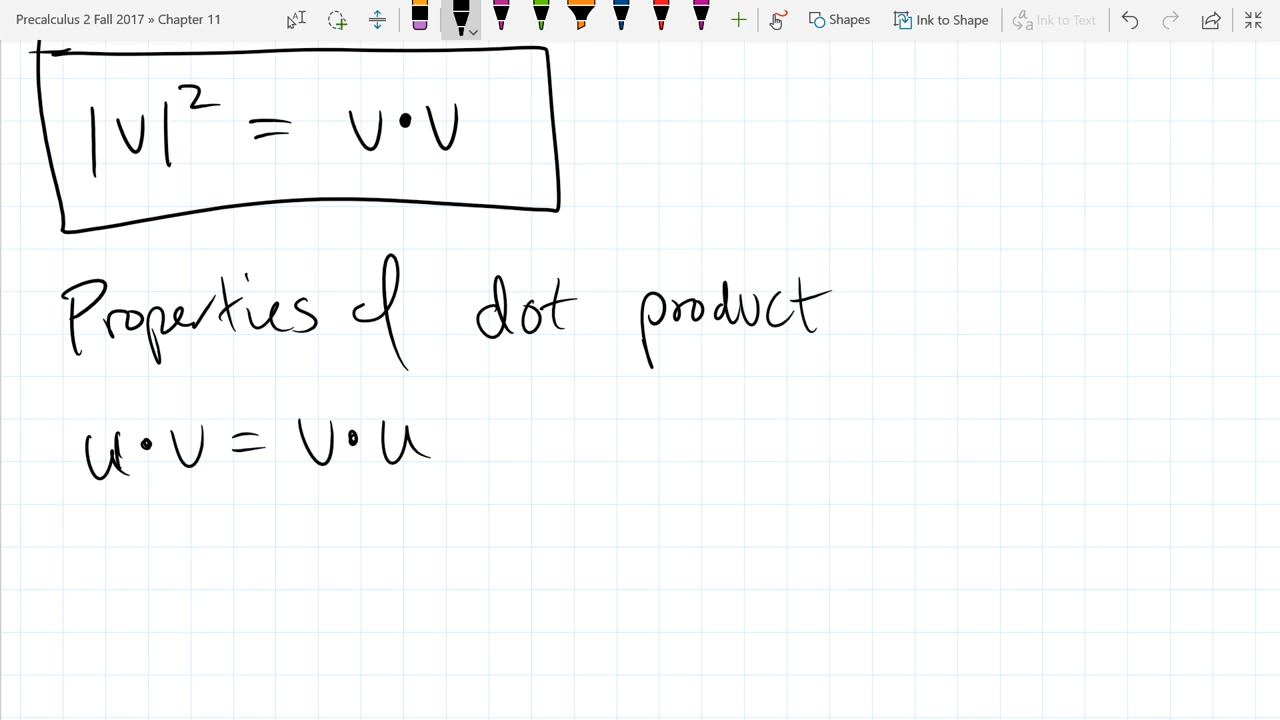 Precalculus 2 Fall 2017 » Chapter 11
Shapes
Ink to Shape
Ink to Text
|v|² = v•v
Properties of dot product
u•v = v•u